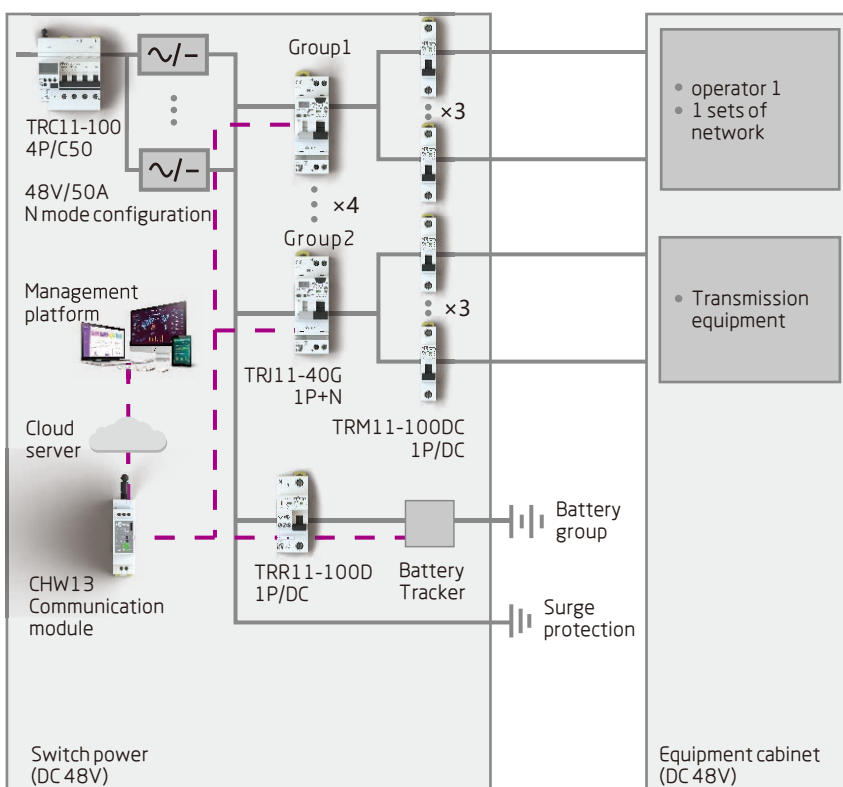 Group1
TRC11-100
4P/C50
48V/50A
N mode configuration
×3
×4
Group2
×3
operator 1
1 sets of
network
Transmission
equipment
Management
platform
TRJ11-40G
1P+N
TRM11-100DC
1P/DC
Cloud
server
CHW13
Communication
module
TRR11-100D
1P/DC
Battery
Tracker
Battery
group
Surge
protection
Switch power
(DC 48V)
Equipment cabinet
(DC 48V)